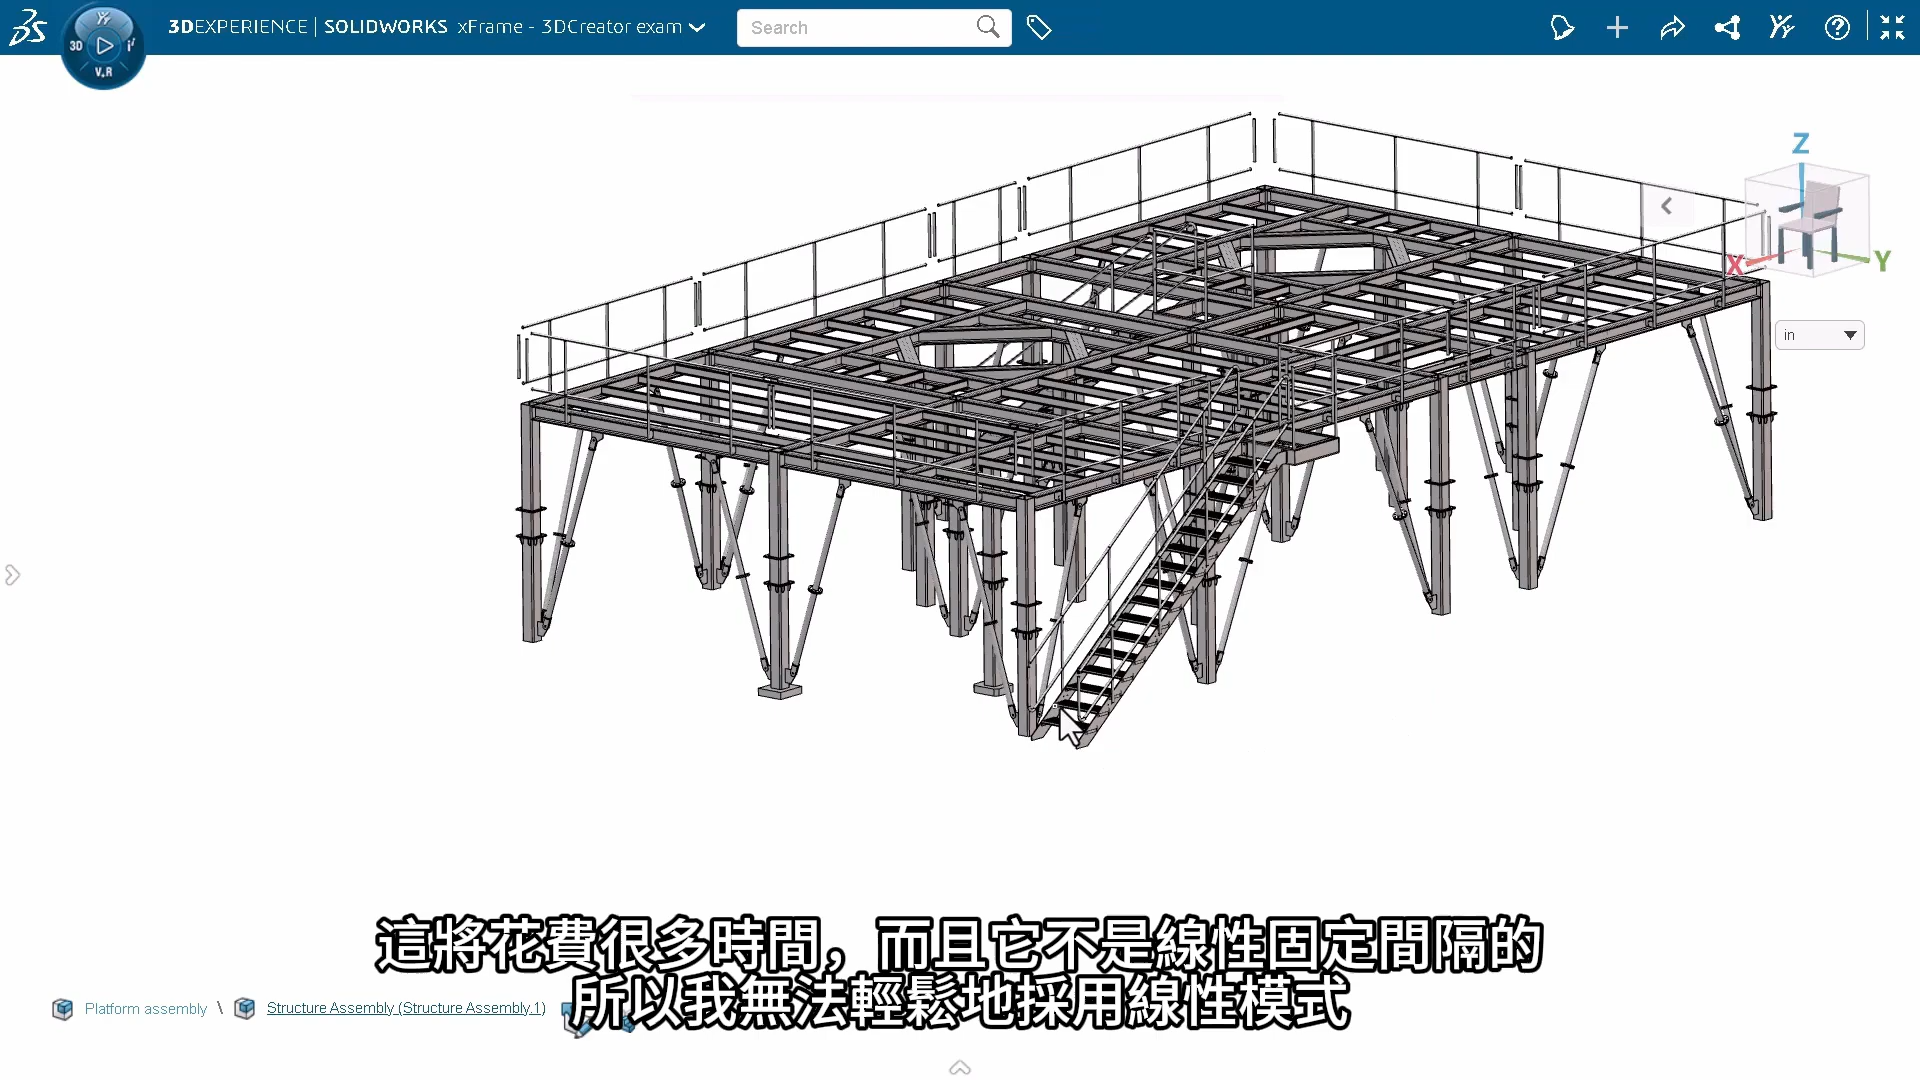 3DEXPERIENCE | SOLIDWORKS xFrame - 3DCreator exam
Search
3D
V.R
Z
X
Y
in
這將花費很多時間，而且它不是線性固定間隔的
所以我無法輕鬆地採用線性模式
Platform assembly \ Structure Assembly (Structure Assembly.1)